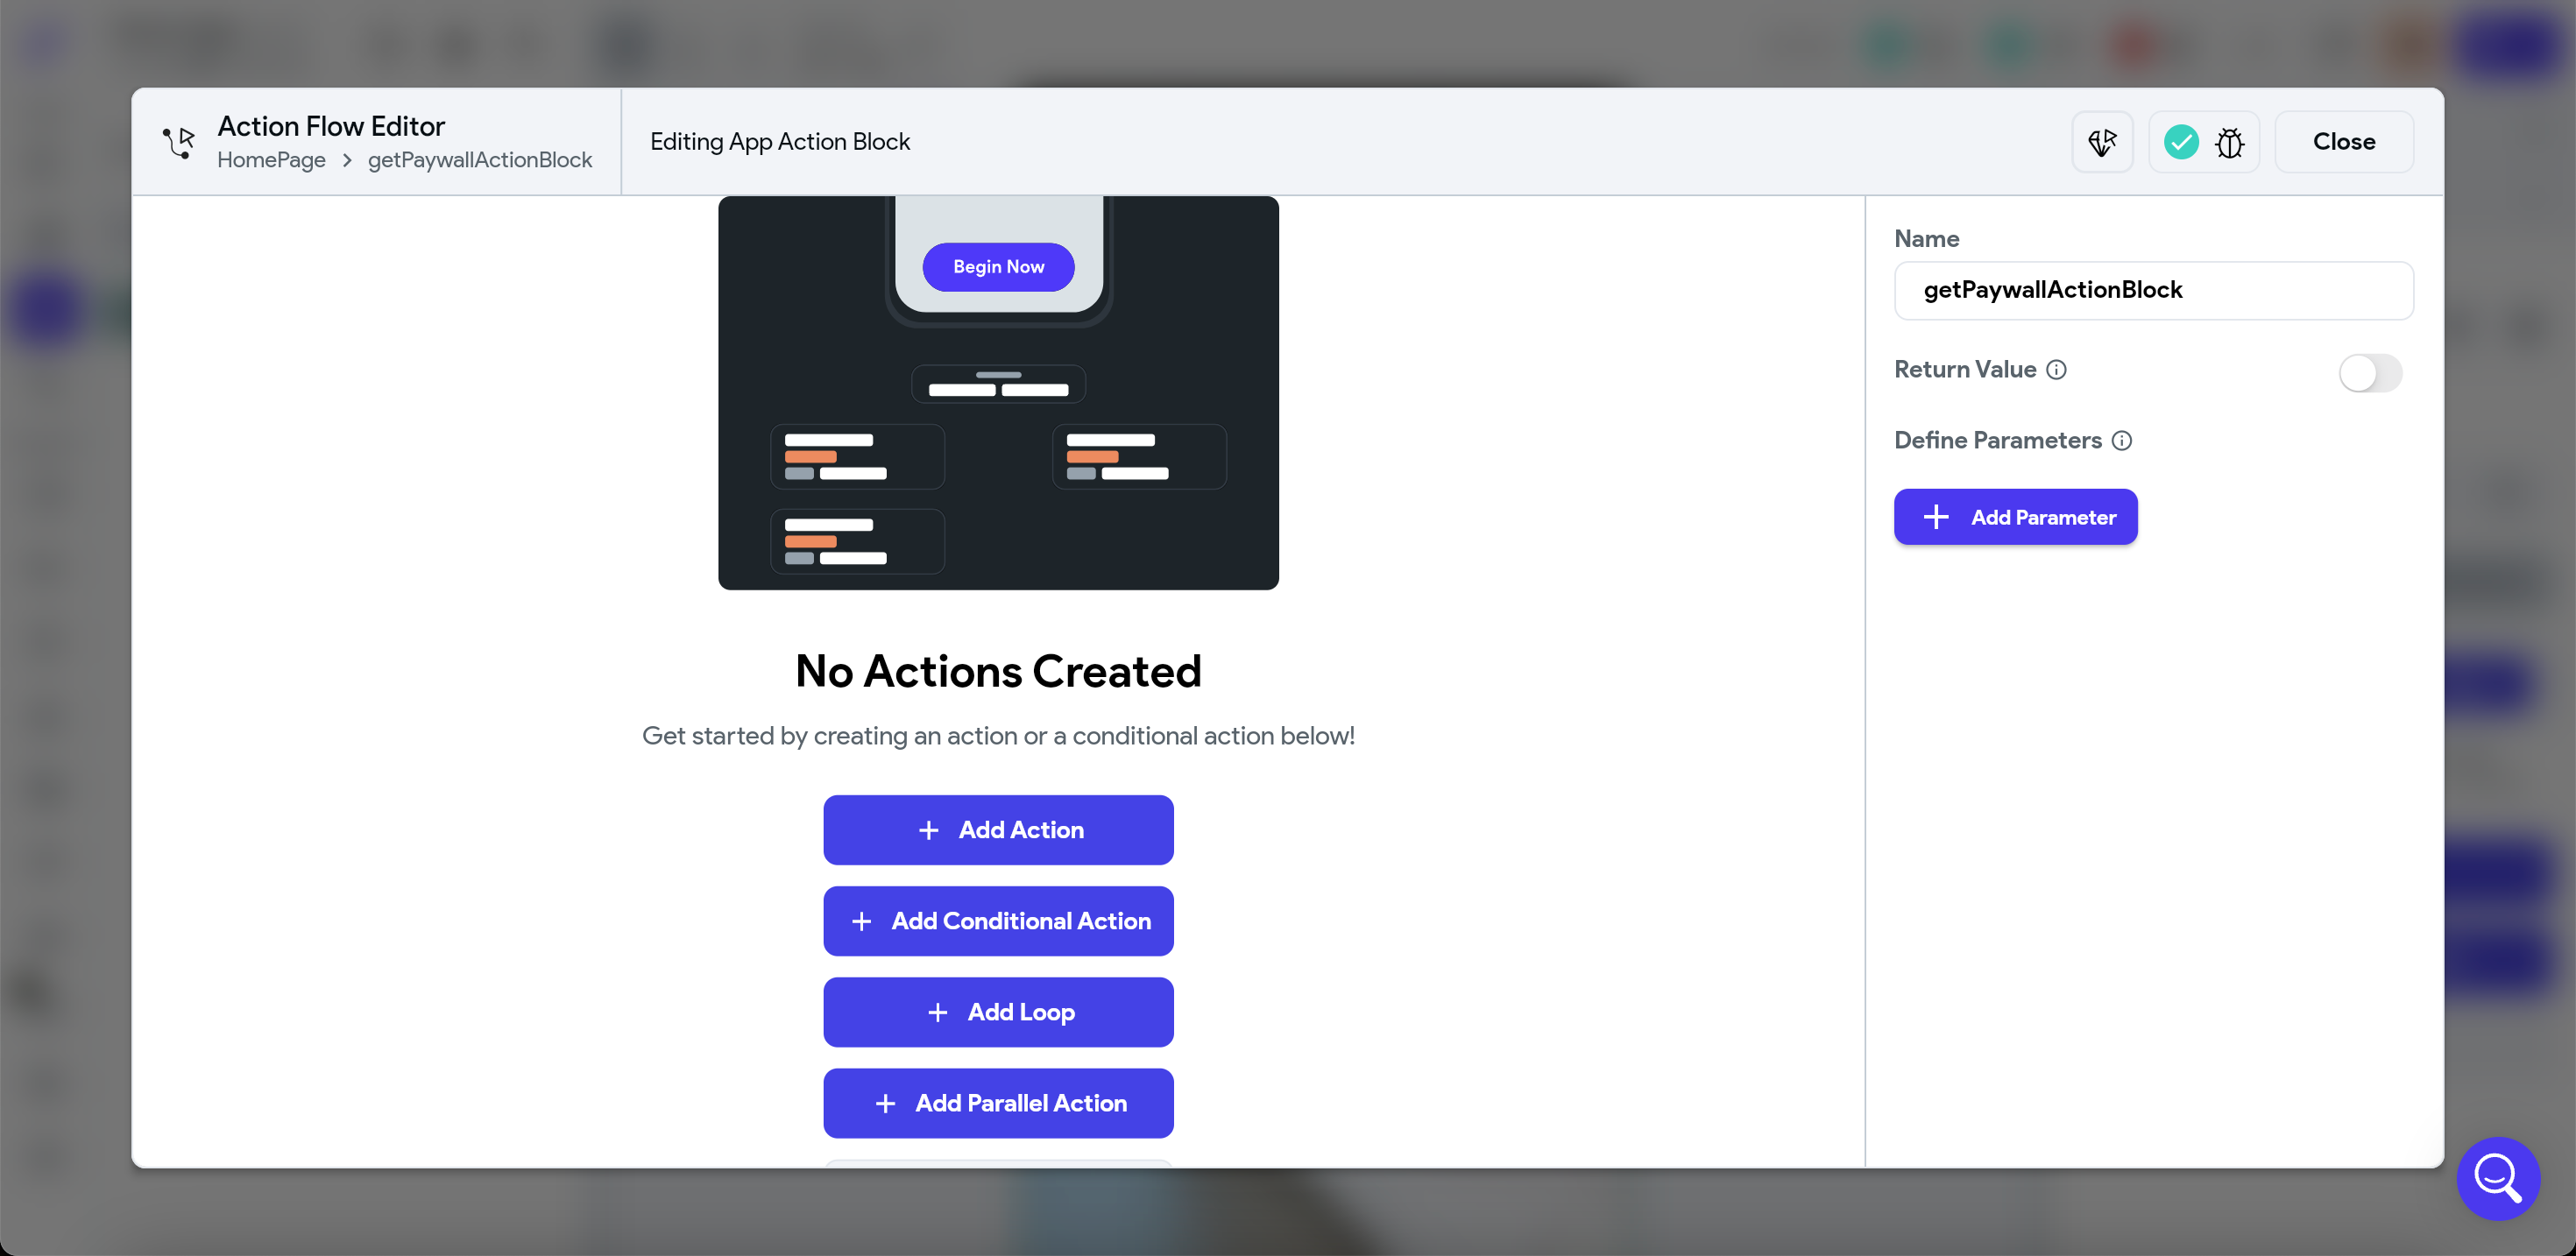 Action Flow Editor
HomePage > getPaywallActionBlock
Editing App Action Block
Close
Begin Now
No Actions Created
Get started by creating an action or a conditional action below!
+ Add Action
+ Add Conditional Action
+ Add Loop
+ Add Parallel Action
Name
getPaywallActionBlock
Return Value
Define Parameters
+ Add Parameter